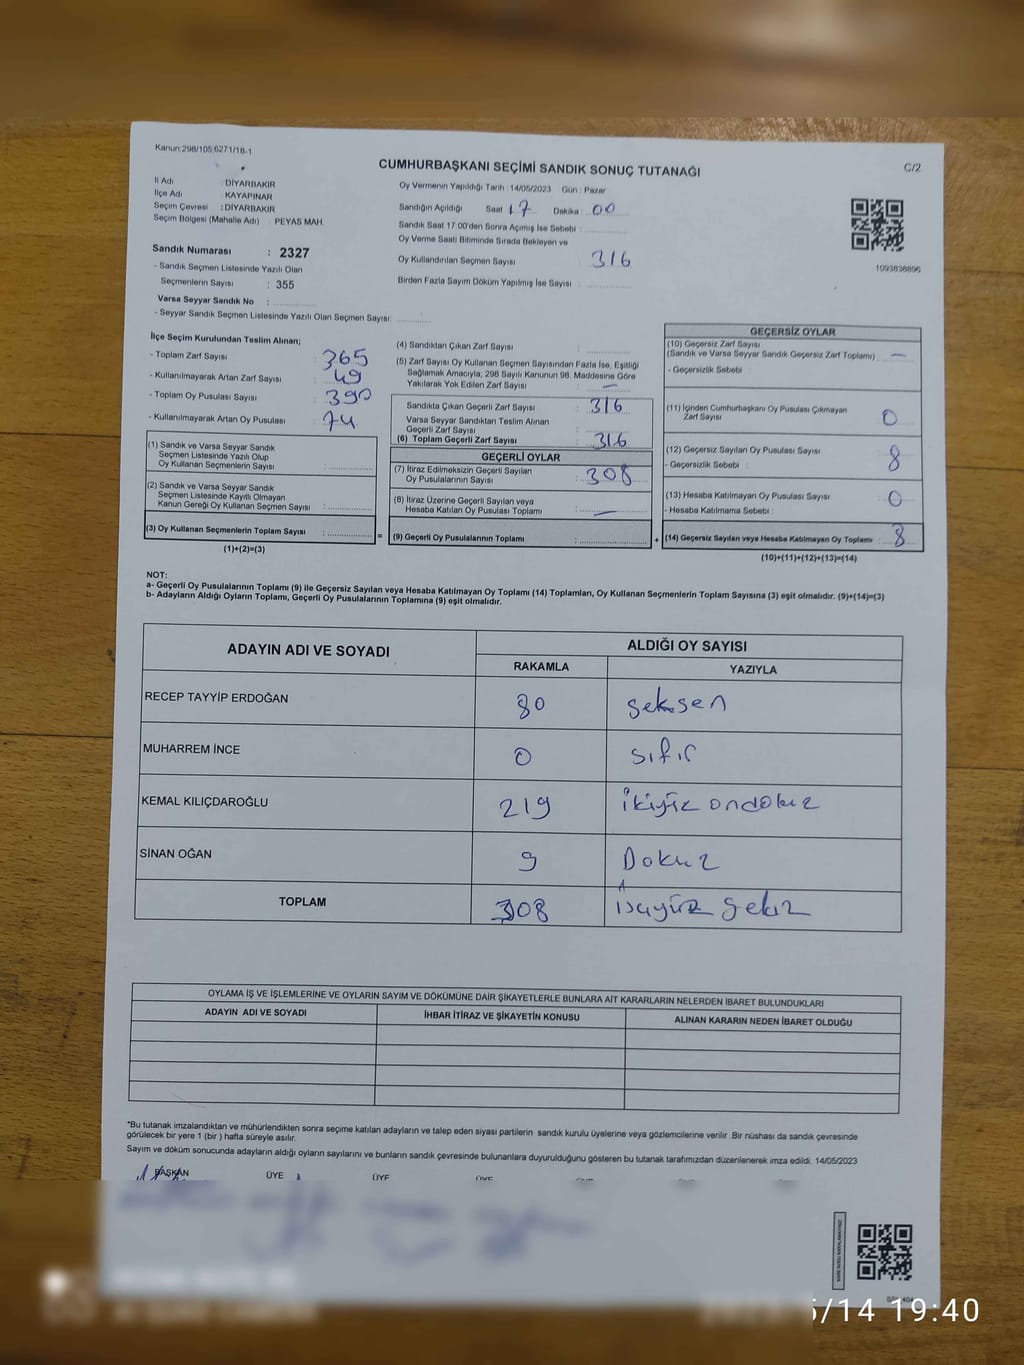 Kanun:298/105,6271/18-1
CUMHURBAŞKANI SEÇİMİ SANDIK SONUÇ TUTANAĞI
C/2
İl Adı : DİYARBAKIR
İlçe Adı : KAYAPINAR
Seçim Çevresi : DİYARBAKIR
Seçim Bölgesi (Mahalle Adı) : PEYAS MAH.
Sandık Numarası : 2327
- Sandık Seçmen Listesinde Yazılı Olan
Seçmenlerin Sayısı : 355
Varsa Seyyar Sandık No :
- Seyyar Sandık Seçmen Listesinde Yazılı Olan Seçmen Sayısı:
Oy Vermenin Yapıldığı Tarih : 14/05/2023 Gün : Pazar
Sandığın Açıldığı Saat 17 Dakika 00
Sandık Saat 17:00'den Sonra Açılmış İse Sebebi :
Oy Verme Saati Bitiminde Sırada Bekleyen ve
Oy Kullandırılan Seçmen Sayısı : 316
Birden Fazla Sayım Döküm Yapılmış İse Sayısı :
1093838896
İlçe Seçim Kurulundan Teslim Alınan;
- Toplam Zarf Sayısı : 365
- Kullanılmayarak Artan Zarf Sayısı : 49
- Toplam Oy Pusulası Sayısı : 390
- Kullanılmayarak Artan Oy Pusulası : 74
(1) Sandık ve Varsa Seyyar Sandık
Seçmen Listesinde Yazılı Olup
Oy Kullanan Seçmenlerin Sayısı :
(2) Sandık ve Varsa Seyyar Sandık
Seçmen Listesinde Kayıtlı Olmayan
Kanun Gereği Oy Kullanan Seçmen Sayısı :
(3) Oy Kullanan Seçmenlerin Toplam Sayısı :
(1)+(2)=(3)
(4) Sandıktan Çıkan Zarf Sayısı :
(5) Zarf Sayısı Oy Kullanan Seçmen Sayısından Fazla İse, Eşitliği
Sağlamak Amacıyla; 298 Sayılı Kanunun 98. Maddesine Göre
Yakılarak Yok Edilen Zarf Sayısı : —
Sandıkta Çıkan Geçerli Zarf Sayısı : 316
Varsa Seyyar Sandıktan Teslim Alınan
Geçerli Zarf Sayısı :
(6) Toplam Geçerli Zarf Sayısı : 316
GEÇERLİ OYLAR
(7) İtiraz Edilmeksizin Geçerli Sayılan
Oy Pusulalarının Sayısı : 308
(8) İtiraz Üzerine Geçerli Sayılan veya
Hesaba Katılan Oy Pusulası Toplamı : —
= (9) Geçerli Oy Pusulalarının Toplamı : +
GEÇERSİZ OYLAR
(10) Geçersiz Zarf Sayısı
(Sandık ve Varsa Seyyar Sandık Geçersiz Zarf Toplamı) : —
- Geçersizlik Sebebi :
(11) İçinden Cumhurbaşkanı Oy Pusulası Çıkmayan
Zarf Sayısı : 0
(12) Geçersiz Sayılan Oy Pusulası Sayısı : 8
- Geçersizlik Sebebi :
(13) Hesaba Katılmayan Oy Pusulası Sayısı : 0
- Hesaba Katılmama Sebebi :
(14) Geçersiz Sayılan veya Hesaba Katılmayan Oy Toplamı : 8
(10)+(11)+(12)+(13)=(14)
NOT:
a- Geçerli Oy Pusulalarının Toplamı (9) ile Geçersiz Sayılan veya Hesaba Katılmayan Oy Toplamı (14) Toplamları, Oy Kullanan Seçmenlerin Toplam Sayısına (3) eşit olmalıdır. (9)+(14)=(3)
b- Adayların Aldığı Oyların Toplamı, Geçerli Oy Pusulalarının Toplamına (9) eşit olmalıdır.
ADAYIN ADI VE SOYADI
ALDIĞI OY SAYISI
RAKAMLA YAZIYLA
RECEP TAYYİP ERDOĞAN 80 seksen
MUHARREM İNCE 0 sıfır
KEMAL KILIÇDAROĞLU 219 ikiyüz ondokuz
SİNAN OĞAN 9 Dokuz
TOPLAM 308 üçyüz sekiz
OYLAMA İŞ VE İŞLEMLERİNE VE OYLARIN SAYIM VE DÖKÜMÜNE DAİR ŞİKAYETLERLE BUNLARA AİT KARARLARIN NELERDEN İBARET BULUNDUKLARI
ADAYIN ADI VE SOYADI İHBAR İTİRAZ VE ŞİKAYETİN KONUSU ALINAN KARARIN NEDEN İBARET OLDUĞU
*Bu tutanak imzalandıktan ve mühürlendikten sonra seçime katılan adayların ve talep eden siyasi partilerin sandık kurulu üyelerine veya gözlemcilerine verilir .Bir nüshası da sandık çevresinde
görülecek bir yere 1 (bir ) hafta süreyle asılır.
Sayım ve döküm sonucunda adayların aldığı oyların sayılarını ve bunların sandık çevresinde bulunanlara duyurulduğunu gösteren bu tutanak tarafımızdan düzenlenerek imza edildi. 14/05/2023
BAŞKAN ÜYE ÜYE
/14 19:40